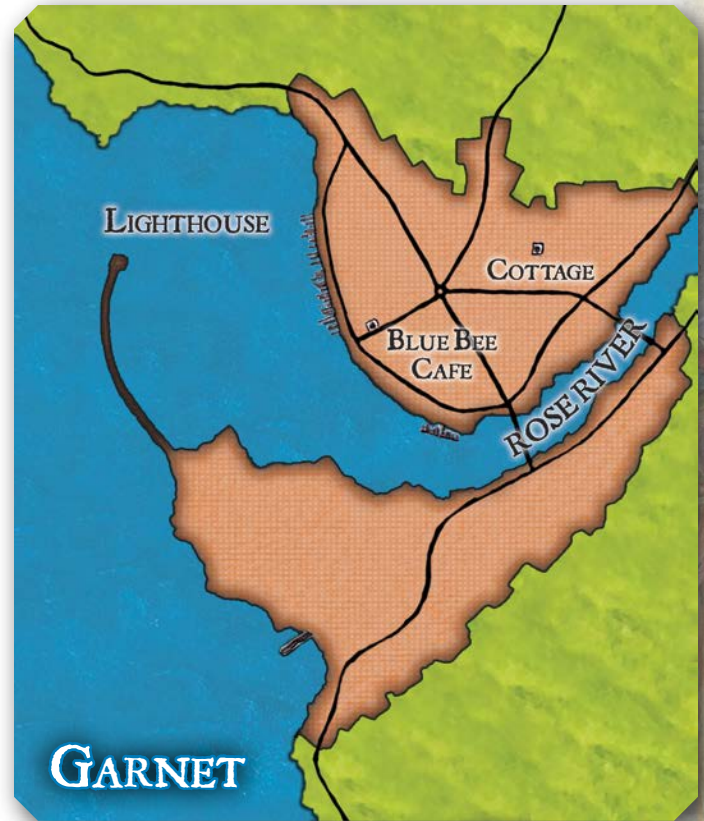 LIGHTHOUSE
COTTAGE
BLUE BEE
CAFE
ROSE RIVER
GARNET